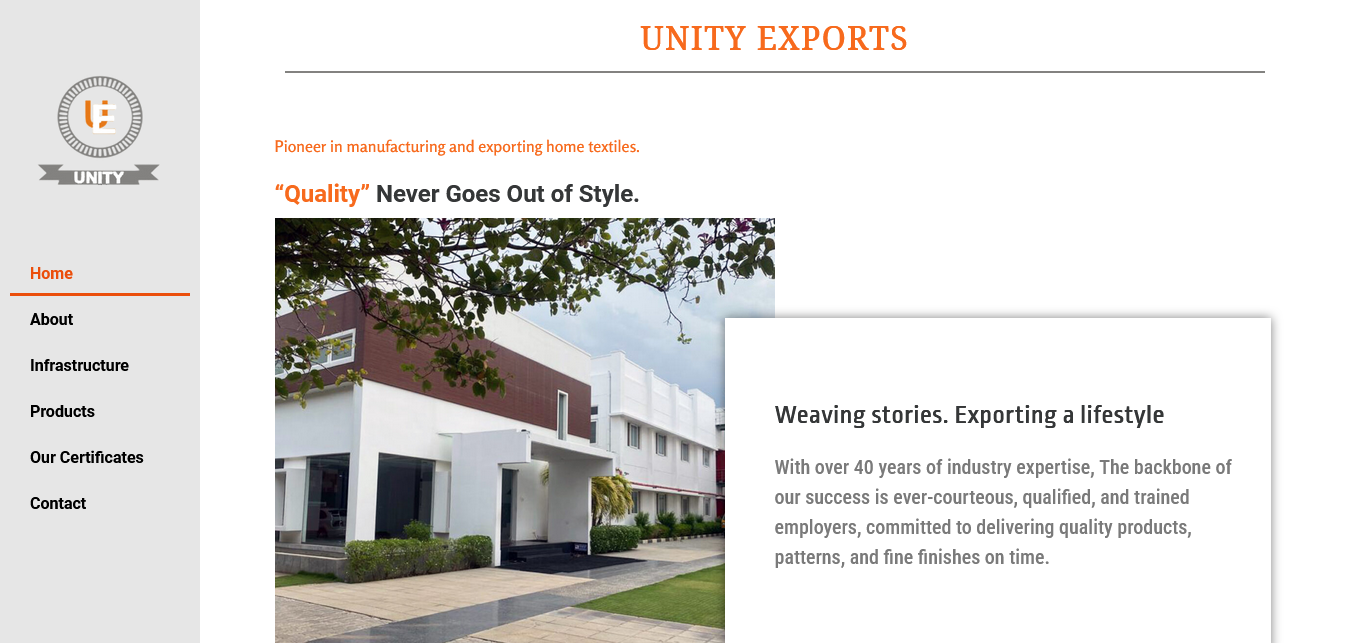 UE
UNITY
Home
About
Infrastructure
Products
Our Certificates
Contact
UNITY EXPORTS
Pioneer in manufacturing and exporting home textiles.
“Quality” Never Goes Out of Style.
Weaving stories. Exporting a lifestyle
With over 40 years of industry expertise, The backbone of
our success is ever-courteous, qualified, and trained
employers, committed to delivering quality products,
patterns, and fine finishes on time.